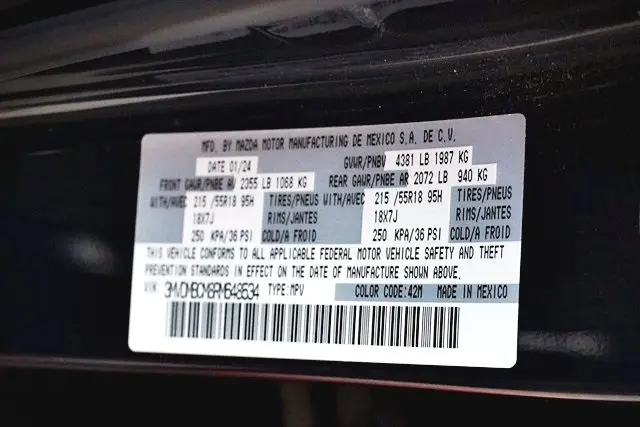 MFD. BY MAZDA MOTOR MANUFACTURING DE MEXICO S.A. DE C.V.
DATE 01/24 GVWR/PNBV 4381 LB 1987 KG
FRONT GAWR/PNBE AV 2355 LB 1068 KG REAR GAWR/PNBE AR 2072 LB 940 KG
WITH/AVEC 215 /55R18 95H TIRES/PNEUS WITH/AVEC 215 /55R18 95H TIRES/PNEUS
18X7J RIMS/JANTES 18X7J RIMS/JANTES
250 KPA/36 PSI COLD/A FROID 250 KPA/36 PSI COLD/A FROID
THIS VEHICLE CONFORMS TO ALL APPLICABLE FEDERAL MOTOR VEHICLE SAFETY AND THEFT
PREVENTION STANDARDS IN EFFECT ON THE DATE OF MANUFACTURE SHOWN ABOVE.
VIN: TYPE:MPV COLOR CODE:42M MADE IN MEXICO